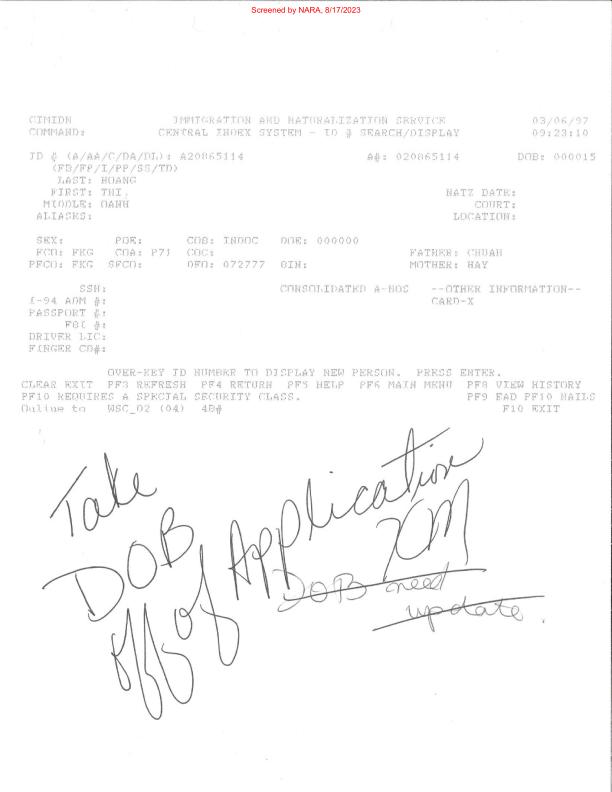 Screened by NARA, 8/17/2023
CIMIDN IMMIGRATION AND NATURALIZATION SERVICE 03/06/97
COMMAND: CENTRAL INDEX SYSTEM - ID # SEARCH/DISPLAY 09:23:10
ID # (A/AA/C/DA/DL): A20865114 A#: 020865114 DOB: 000015
(FB/FP/I/PP/SS/TD)
LAST: HOANG
FIRST: THI, NATZ DATE:
MIDDLE: OANH COURT:
ALIASES: LOCATION:
SEX: POE: COB: INDOC DOE: 000000
FCO: FKG COA: P71 COC: FATHER: CHUAH
PFCO: FKG SFCO: DFO: 072777 BIN: MOTHER: HAY
SSN: CONSOLIDATED A-NOS --OTHER INFORMATION--
I-94 ADM #: CARD-X
PASSPORT #:
FBI #:
DRIVER LIC:
FINGER CD#:
OVER-KEY ID NUMBER TO DISPLAY NEW PERSON. PRESS ENTER.
CLEAR EXIT PF3 REFRESH PF4 RETURN PF5 HELP PF6 MAIN MENU PF8 VIEW HISTORY
PF10 REQUIRES A SPECIAL SECURITY CLASS. PF9 EAD PF10 NAILS
Online to WSC_02 (04) 4B# F10 EXIT
Take
DOB
off of Application
KM
DOB need
update.